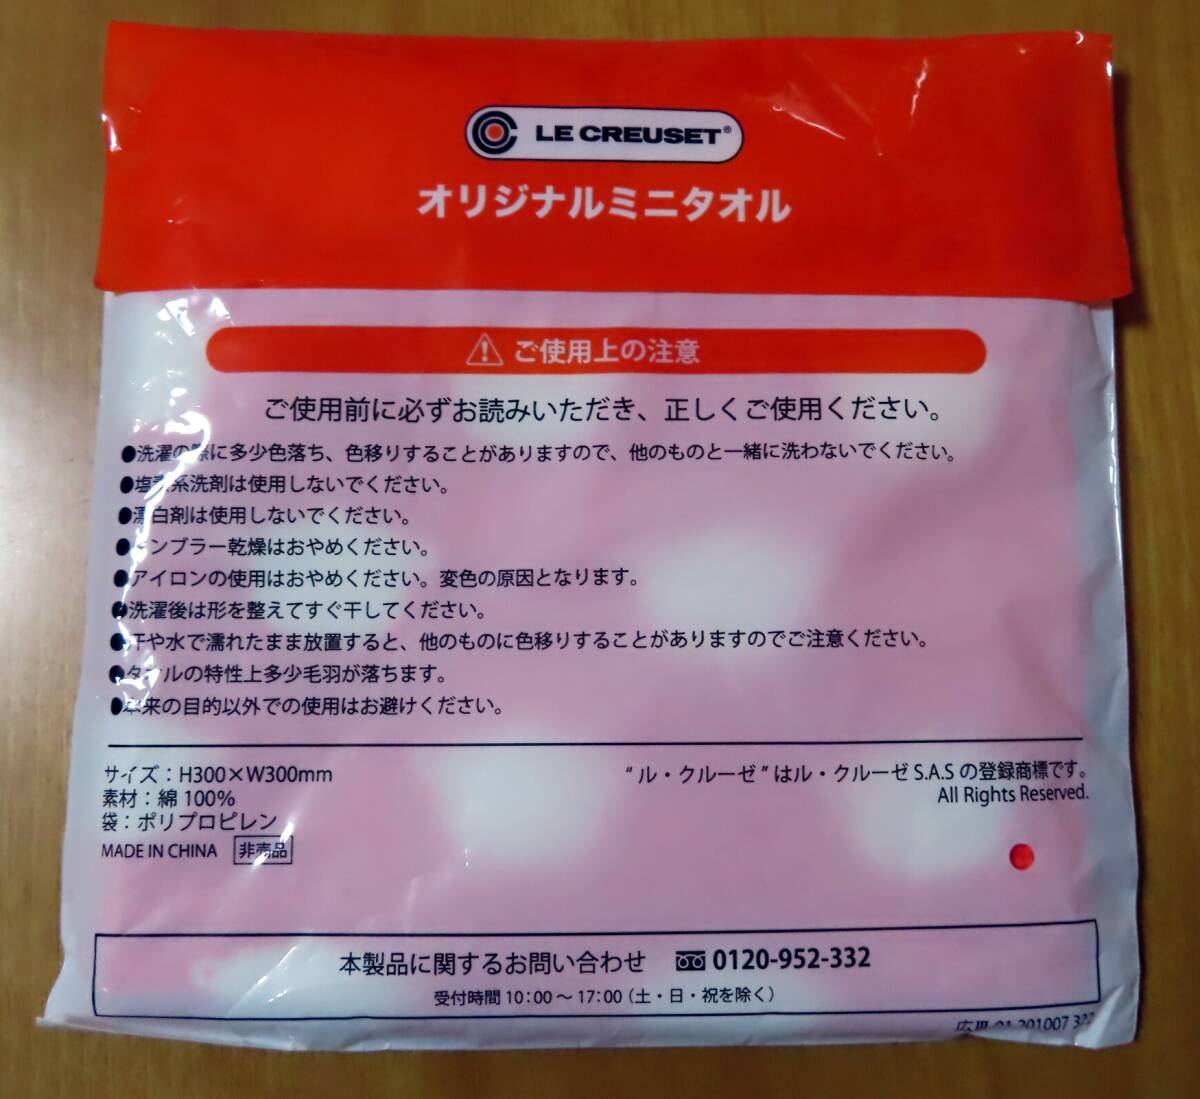 LE CREUSET®
オリジナルミニタオル
ご使用上の注意
ご使用前に必ずお読みいただき、正しくご使用ください。
●洗濯の際に多少色落ち、色移りすることがありますので、他のものと一緒に洗わないでください。
●塩素系洗剤は使用しないでください。
●漂白剤は使用しないでください。
●タンブラー乾燥はおやめください。
●アイロンの使用はおやめください。変色の原因となります。
●洗濯後は形を整えてすぐ干してください。
●汗や水で濡れたまま放置すると、他のものに色移りすることがありますのでご注意ください。
●タオルの特性上多少毛羽が落ちます。
●本来の目的以外での使用はお避けください。
サイズ：H300×W300mm
素材：綿100%
袋：ポリプロピレン
MADE IN CHINA 非売品
“ル・クルーゼ”はル・クルーゼS.A.Sの登録商標です。
All Rights Reserved.
本製品に関するお問い合わせ 0120-952-332
受付時間10：00〜17：00（土・日・祝を除く）
201007